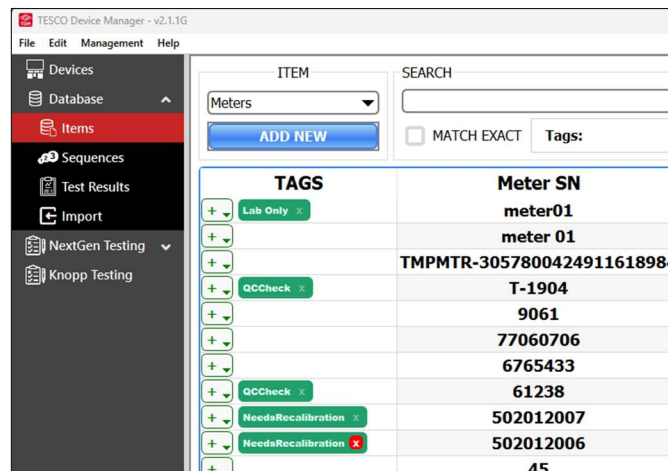 TESCO Device Manager - v2.1.1G
File Edit Management Help
Devices
Database
Items
Sequences
Test Results
Import
NextGen Testing
Knopp Testing
ITEM
Meters
ADD NEW
SEARCH
MATCH EXACT Tags:
TAGS Meter SN
+ Lab Only x meter01
+ meter 01
+ TMPMTR-3057800424911618984
+ QCCheck x T-1904
+ 9061
+ 77060706
+ 6765433
+ QCCheck x 61238
+ NeedsRecalibration x 502012007
+ NeedsRecalibration x 502012006
+ 45